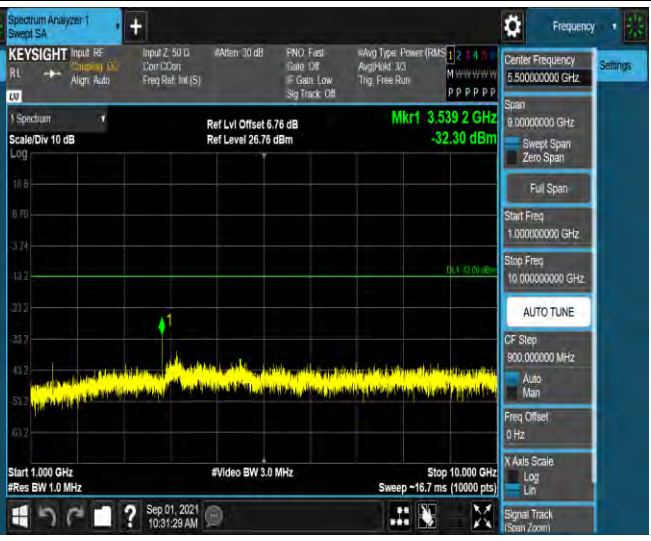 Spectrum Analyzer 1
Swept SA
+
Frequency
KEYSIGHT
Input: RF
Coupling: DC
Align: Auto
Input Z: 50 Ω
Corr CCorr
Freq Ref: Int (S)
#Atten: 30 dB
PNO: Fast
Gate: Off
IF Gain: Low
Sig Track: Off
#Avg Type: Power (RMS
Avg|Hold: 3/3
Trig: Free Run
1 2 3 4 5 6
M W W W W W
P P P P P P
RL
LXI
Center Frequency
5.500000000 GHz
Settings
Span
9.00000000 GHz
Swept Span
Zero Span
Full Span
Start Freq
1.000000000 GHz
Stop Freq
10.000000000 GHz
AUTO TUNE
CF Step
900.000000 MHz
Auto
Man
Freq Offset
0 Hz
X Axis Scale
Log
Lin
Signal Track
(Span Zoom)
1 Spectrum
Scale/Div 10 dB
Log
Ref Lvl Offset 6.76 dB
Ref Level 26.76 dBm
Mkr1 3.539 2 GHz
-32.30 dBm
16.8
6.76
-3.24
-13.2
DL1 -13.00 dBm
-23.2
1
-33.2
-43.2
-53.2
-63.2
Start 1.000 GHz
#Res BW 1.0 MHz
#Video BW 3.0 MHz
Stop 10.000 GHz
Sweep ~16.7 ms (10000 pts)
?
Sep 01, 2021
10:31:29 AM